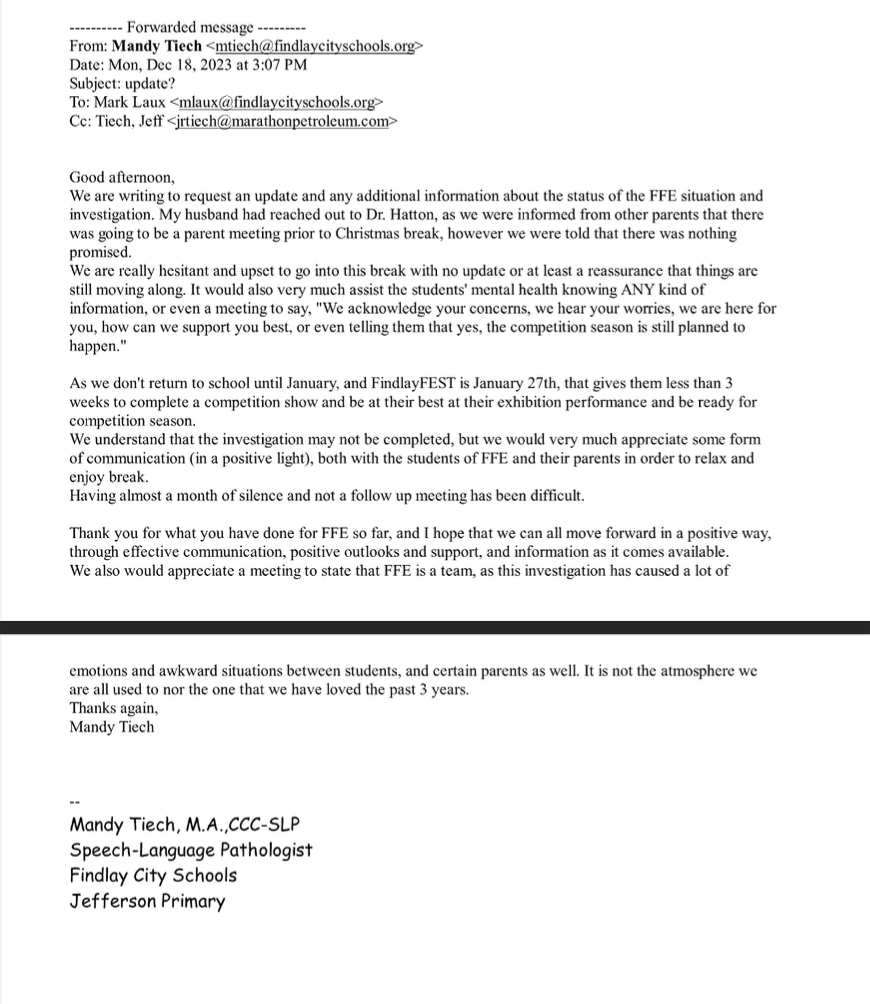 ---------- Forwarded message ---------
From: Mandy Tiech <mtiech@findlaycityschools.org>
Date: Mon, Dec 18, 2023 at 3:07 PM
Subject: update?
To: Mark Laux <mlaux@findlaycityschools.org>
Cc: Tiech, Jeff <jrtiech@marathonpetroleum.com>
Good afternoon,
We are writing to request an update and any additional information about the status of the FFE situation and
investigation. My husband had reached out to Dr. Hatton, as we were informed from other parents that there
was going to be a parent meeting prior to Christmas break, however we were told that there was nothing
promised.
We are really hesitant and upset to go into this break with no update or at least a reassurance that things are
still moving along. It would also very much assist the students' mental health knowing ANY kind of
information, or even a meeting to say, "We acknowledge your concerns, we hear your worries, we are here for
you, how can we support you best, or even telling them that yes, the competition season is still planned to
happen."
As we don't return to school until January, and FindlayFEST is January 27th, that gives them less than 3
weeks to complete a competition show and be at their best at their exhibition performance and be ready for
competition season.
We understand that the investigation may not be completed, but we would very much appreciate some form
of communication (in a positive light), both with the students of FFE and their parents in order to relax and
enjoy break.
Having almost a month of silence and not a follow up meeting has been difficult.
Thank you for what you have done for FFE so far, and I hope that we can all move forward in a positive way,
through effective communication, positive outlooks and support, and information as it comes available.
We also would appreciate a meeting to state that FFE is a team, as this investigation has caused a lot of
emotions and awkward situations between students, and certain parents as well. It is not the atmosphere we
are all used to nor the one that we have loved the past 3 years.
Thanks again,
Mandy Tiech
--
Mandy Tiech, M.A.,CCC-SLP
Speech-Language Pathologist
Findlay City Schools
Jefferson Primary